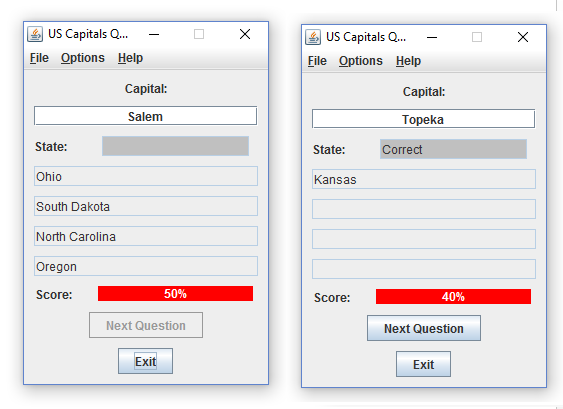 US Capitals Q...
File Options Help
Capital:
Salem
State:
Ohio
South Dakota
North Carolina
Oregon
Score: 50%
Next Question
Exit
US Capitals Q...
File Options Help
Capital:
Topeka
State: Correct
Kansas
Score: 40%
Next Question
Exit